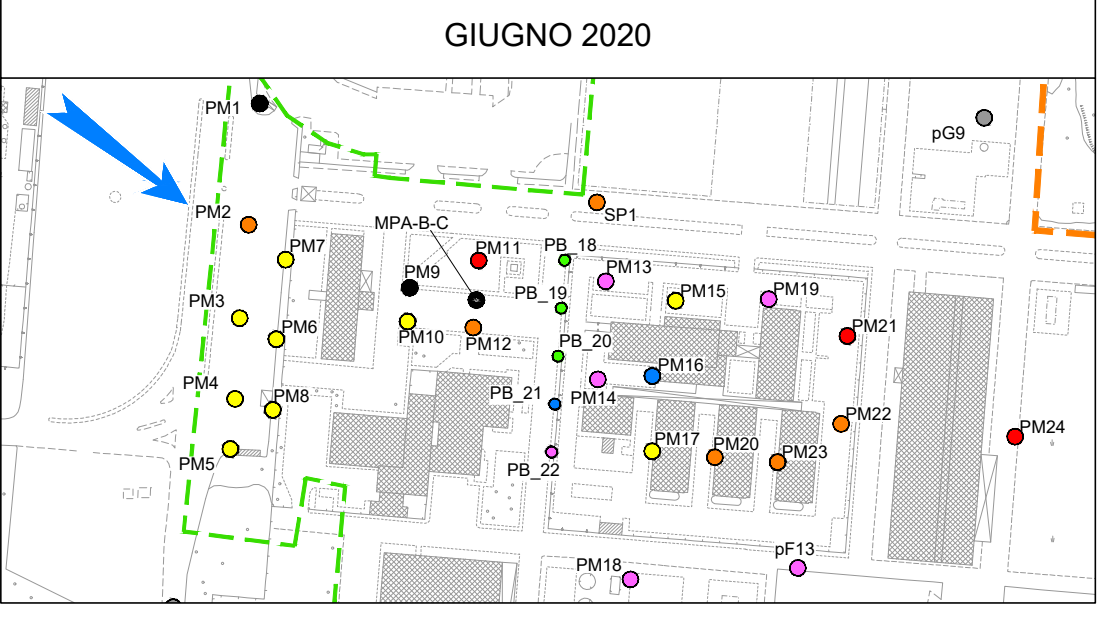 GIUGNO 2020
PM1
pG9
PM2
SP1
MPA-B-C
PM7
PM11
PB_18
PM13
PM9
PB_19
PM15
PM19
PM3
PM6
PM10
PM12
PB_20
PM21
PM16
PM4
PM8
PB_21
PM14
PM22
PM24
PM5
PB_22
PM17
PM20
PM23
pF13
PM18